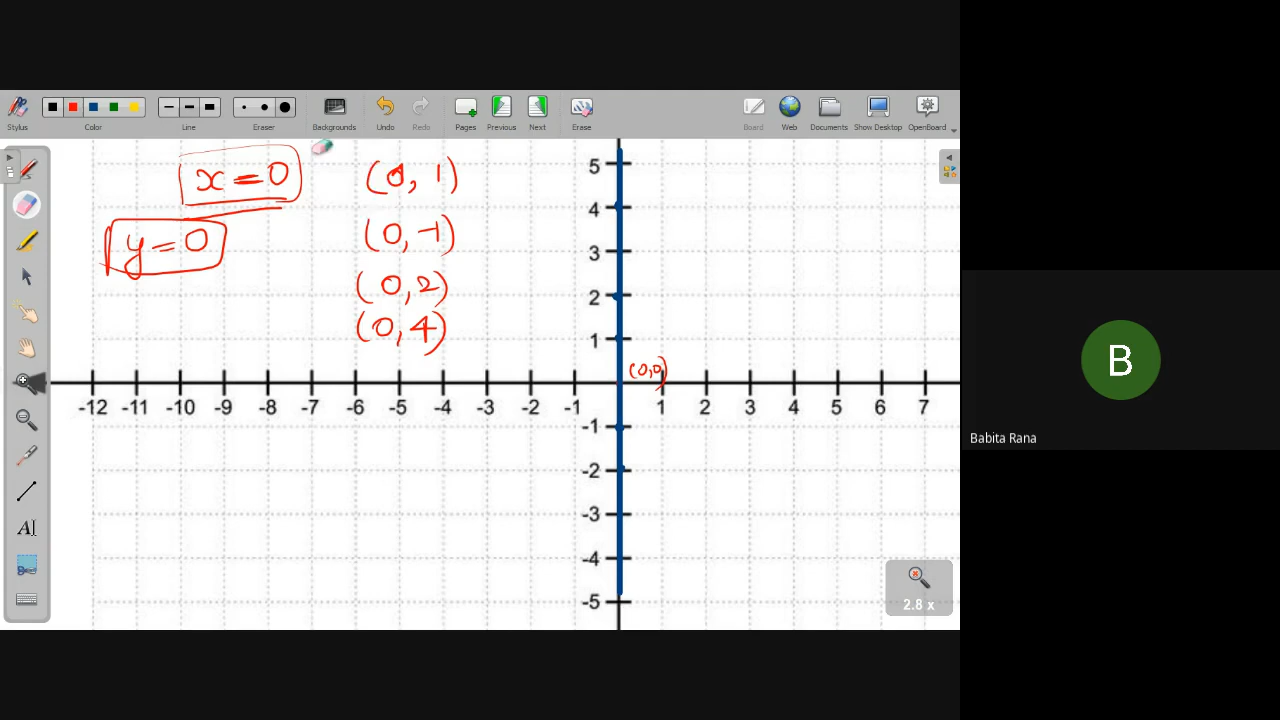 Stylus Color Line Eraser Backgrounds Undo Redo Pages Previous Next Erase Board Web Documents Show Desktop OpenBoard
x = 0
y = 0
(0, 1)
(0, -1)
(0, 2)
(0, 4)
5
4
3
2
1
(0,0)
-12 -11 -10 -9 -8 -7 -6 -5 -4 -3 -2 -1 1 2 3 4 5 6 7
-1
-2
-3
-4
-5
AI
2.8 x
B
Babita Rana